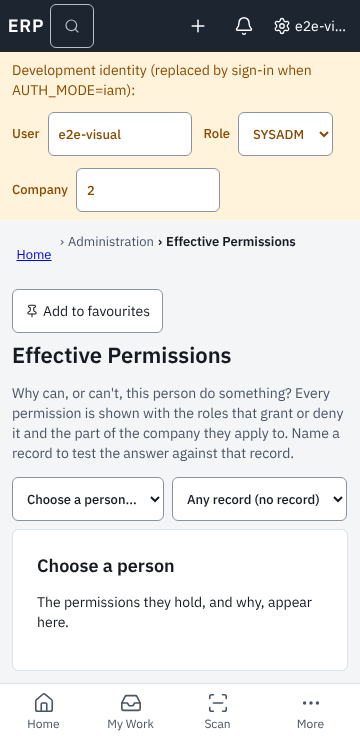 ERP
e2e-vi...
Development identity (replaced by sign-in when
AUTH_MODE=iam):
User e2e-visual Role SYSADM
Company 2
Home › Administration › Effective Permissions
Add to favourites
Effective Permissions
Why can, or can't, this person do something? Every
permission is shown with the roles that grant or deny
it and the part of the company they apply to. Name a
record to test the answer against that record.
Choose a person... Any record (no record)
Choose a person
The permissions they hold, and why, appear
here.
Home My Work Scan More